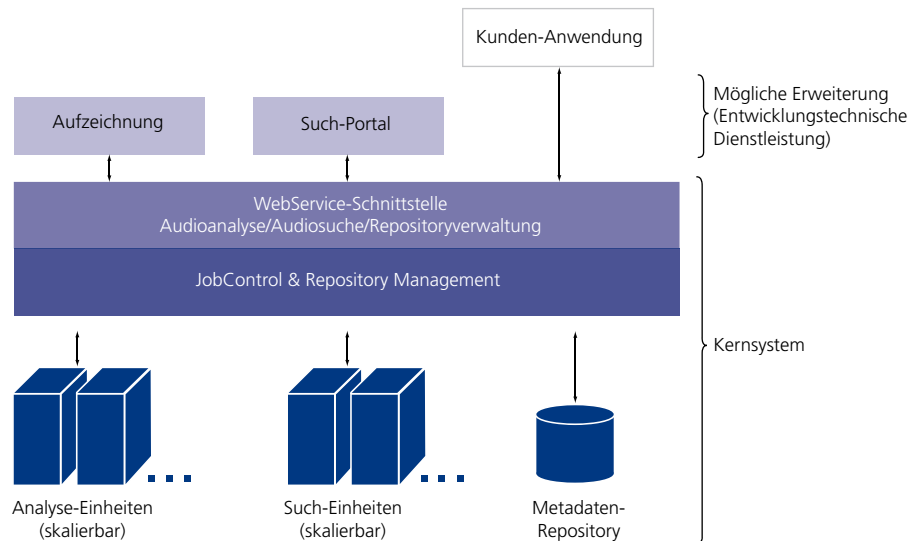 Kunden-Anwendung
Aufzeichnung
Such-Portal
Mögliche Erweiterung
(Entwicklungstechnische
Dienstleistung)
WebService-Schnittstelle
Audioanalyse/Audiosuche/Repositoryverwaltung
JobControl & Repository Management
Kernsystem
Analyse-Einheiten
(skalierbar)
Such-Einheiten
(skalierbar)
Metadaten-
Repository